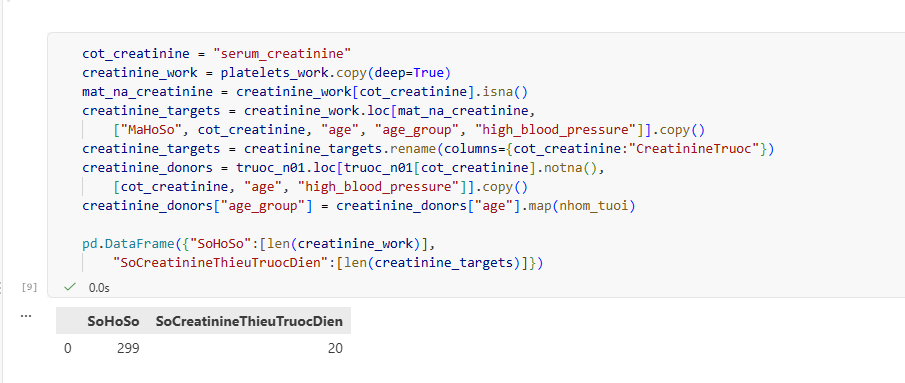 cot_creatinine = "serum_creatinine"
creatinine_work = platelets_work.copy(deep=True)
mat_na_creatinine = creatinine_work[cot_creatinine].isna()
creatinine_targets = creatinine_work.loc[mat_na_creatinine,
    ["MaHoSo", cot_creatinine, "age", "age_group", "high_blood_pressure"]].copy()
creatinine_targets = creatinine_targets.rename(columns={cot_creatinine:"CreatinineTruoc"})
creatinine_donors = truoc_n01.loc[truoc_n01[cot_creatinine].notna(),
    [cot_creatinine, "age", "high_blood_pressure"]].copy()
creatinine_donors["age_group"] = creatinine_donors["age"].map(nhom_tuoi)

pd.DataFrame({"SoHoSo":[len(creatinine_work)],
    "SoCreatinineThieuTruocDien":[len(creatinine_targets)]})
[9] ✓ 0.0s
...
SoHoSo SoCreatinineThieuTruocDien
0 299 20